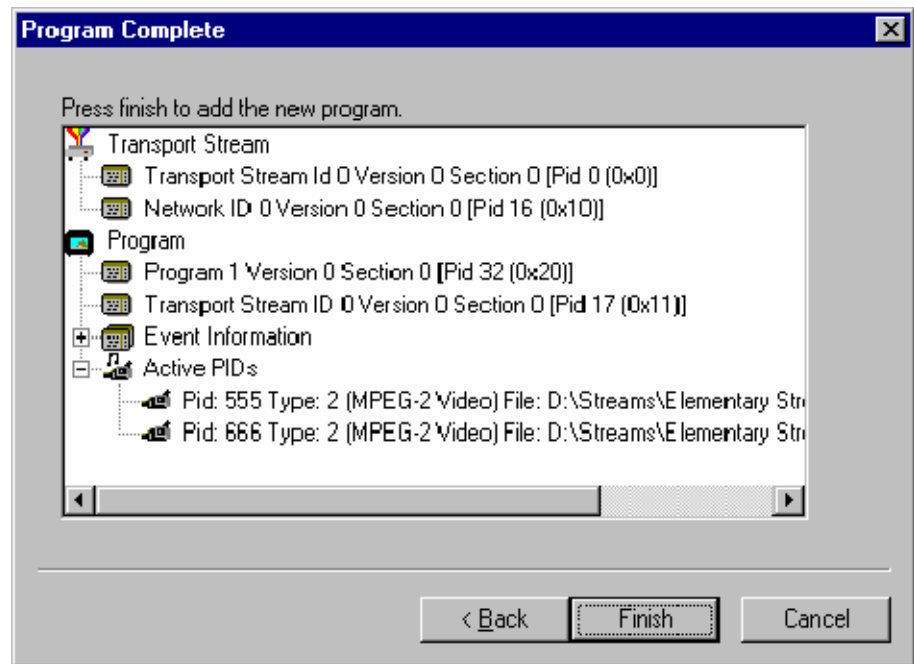 Program Complete
Press finish to add the new program.
Transport Stream
Transport Stream Id 0 Version 0 Section 0 [Pid 0 (0x0)]
Network ID 0 Version 0 Section 0 [Pid 16 (0x10)]
Program
Program 1 Version 0 Section 0 [Pid 32 (0x20)]
Transport Stream ID 0 Version 0 Section 0 [Pid 17 (0x11)]
Event Information
Active PIDs
Pid: 555 Type: 2 (MPEG-2 Video) File: D:\Streams\Elementary Stre
Pid: 666 Type: 2 (MPEG-2 Video) File: D:\Streams\Elementary Stre
< Back
Finish
Cancel